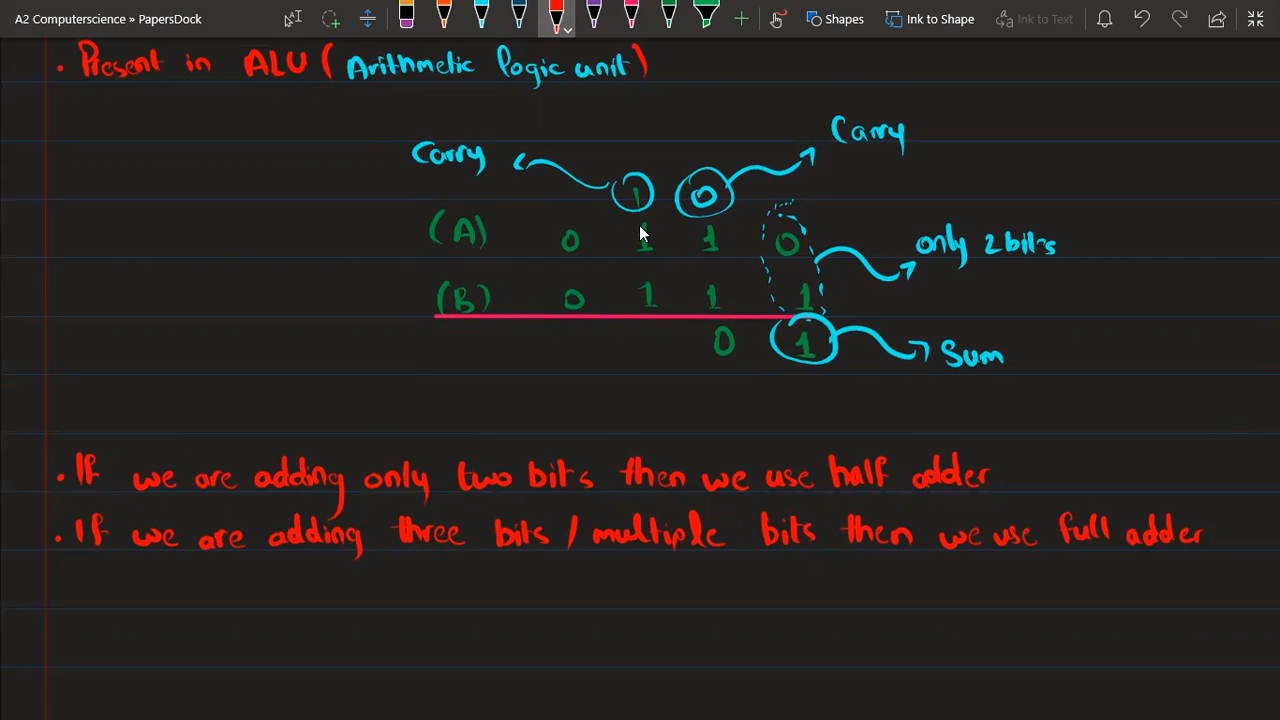 A2 Computerscience » PapersDock
Shapes
Ink to Shape
Ink to Text
. Present in ALU ( Arithmetic logic unit )
Carry
Carry
1 0
(A) 0 1 1 0
only 2 bits
(B) 0 1 1 1
0 1
Sum
. If we are adding only two bits then we use half adder
. If we are adding three bits / multiple bits then we use full adder